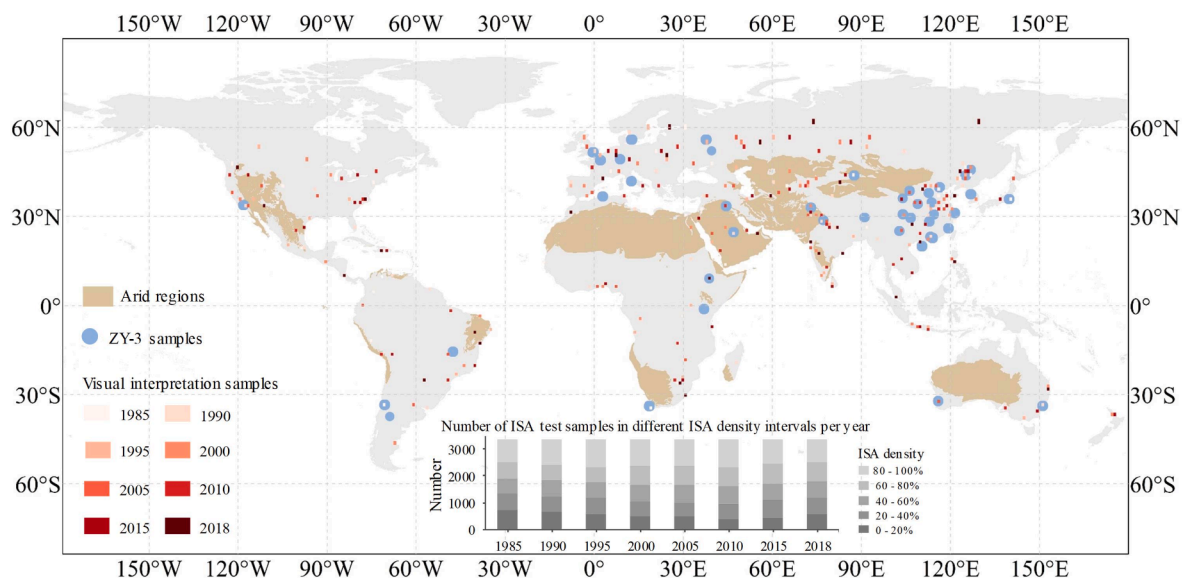 150°W 120°W 90°W 60°W 30°W 0° 30°E 60°E 90°E 120°E 150°E
60°N 60°N
30°N 30°N
0° 0°
30°S 30°S
60°S 60°S
Arid regions
ZY-3 samples
Visual interpretation samples
1985 1990
1995 2000
2005 2010
2015 2018
Number of ISA test samples in different ISA density intervals per year
Number
3000
2000
1000
0
1985 1990 1995 2000 2005 2010 2015 2018
ISA density
80 - 100%
60 - 80%
40 - 60%
20 - 40%
0 - 20%
150°W 120°W 90°W 60°W 30°W 0° 30°E 60°E 90°E 120°E 150°E